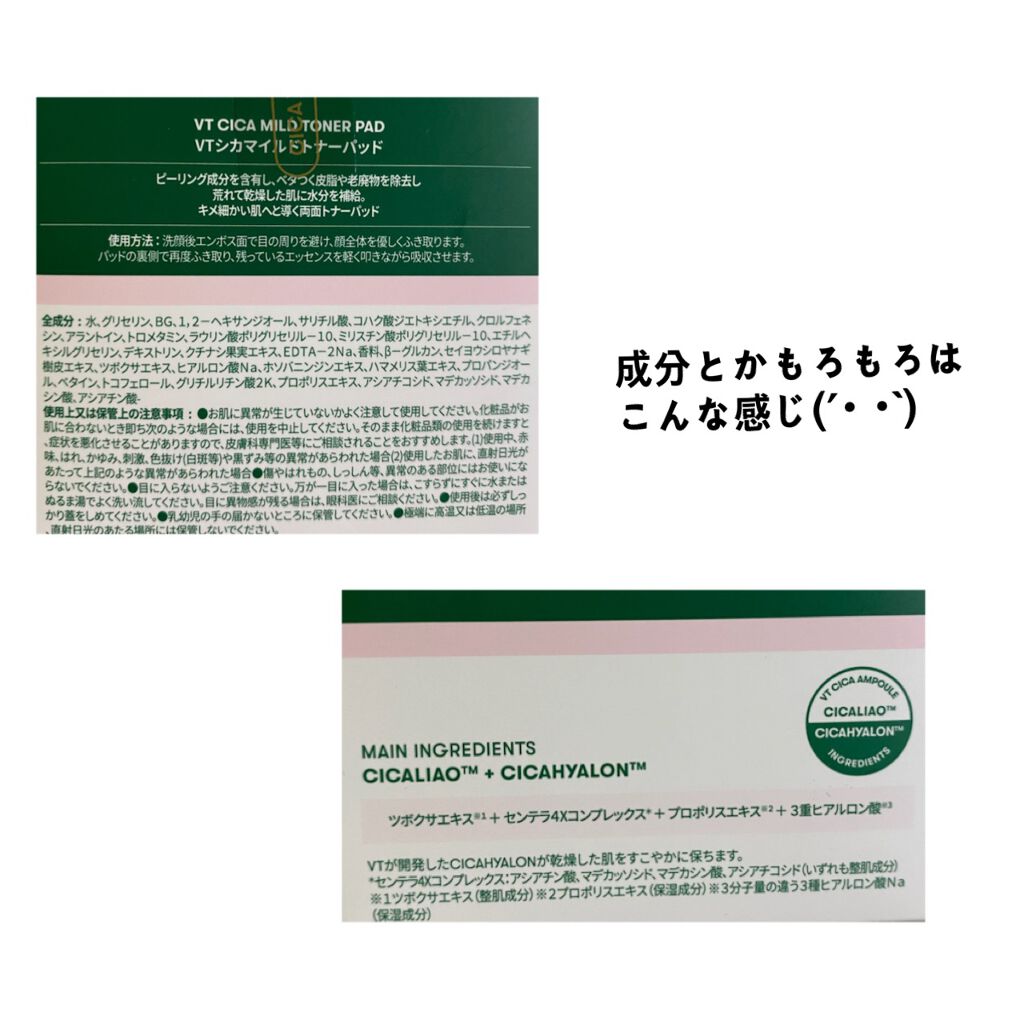 VT CICA MILD TONER PAD
VTシカマイルドトナーパッド
CICA
ピーリング成分を含有し、ベタつく皮脂や老廃物を除去し
荒れて乾燥した肌に水分を補給。
キメ細かい肌へと導く両面トナーパッド
使用方法：洗顔後エンボス面で目の周りを避け、顔全体を優しくふき取ります。
パッドの裏側で再度ふき取り、残っているエッセンスを軽く叩きながら吸収させます。
全成分：水、グリセリン、BG、1，2－ヘキサンジオール、サリチル酸、コハク酸ジエトキシエチル、クロルフェネ
シン、アラントイン、トロメタミン、ラウリン酸ポリグリセリル－10、ミリスチン酸ポリグリセリル－10、エチルヘ
キシルグリセリン、デキストリン、クチナシ果実エキス、EDTA－2Na、香料、β－グルカン、セイヨウシロヤナギ
樹皮エキス、ツボクサエキス、ヒアルロン酸Na、ホソバニンジンエキス、ハマメリス葉エキス、プロパンジオー
ル、ベタイン、トコフェロール、グリチルリチン酸2K、プロポリスエキス、アシアチコシド、マデカッソシド、マデカ
シン酸、アシアチン酸-
使用上又は保管上の注意事項：●お肌に異常が生じていないかよく注意して使用してください。化粧品がお
肌に合わないとき即ち次のような場合には、使用を中止してください。そのまま化粧品類の使用を続けますと
、症状を悪化させることがありますので、皮膚科専門医等にご相談されることをおすすめします。(1)使用中、赤
味、はれ、かゆみ、刺激、色抜け(白斑等)や黒ずみ等の異常があらわれた場合(2)使用したお肌に、直射日光が
あたって上記のような異常があらわれた場合●傷やはれもの、しっしん等、異常のある部位にはお使いにな
らないでください。●目に入らないようご注意ください。万が一目に入った場合は、こすらずにすぐに水または
ぬるま湯でよく洗い流してください。目に異物感が残る場合は、眼科医にご相談ください。●使用後は必ずしっ
かり蓋をしめてください。●乳幼児の手の届かないところに保管してください。●極端に高温又は低温の場所
、直射日光のあたる場所には保管しないでください。
成分とかもろもろは
こんな感じ(´･ ･`)
VT CICA AMPOULE
CICALIAO™
CICAHYALON™
INGREDIENTS
MAIN INGREDIENTS
CICALIAO™ + CICAHYALON™
ツボクサエキス※1 + センテラ4Xコンプレックス* + プロポリスエキス※2 + 3重ヒアルロン酸※3
VTが開発したCICAHYALONが乾燥した肌をすこやかに保ちます。
*センテラ4Xコンプレックス：アシアチン酸、マデカッソシド、マデカシン酸、アシアチコシド(いずれも整肌成分)
※1ツボクサエキス(整肌成分)※2プロポリスエキス(保湿成分)※3分子量の違う3種ヒアルロン酸Na
(保湿成分)